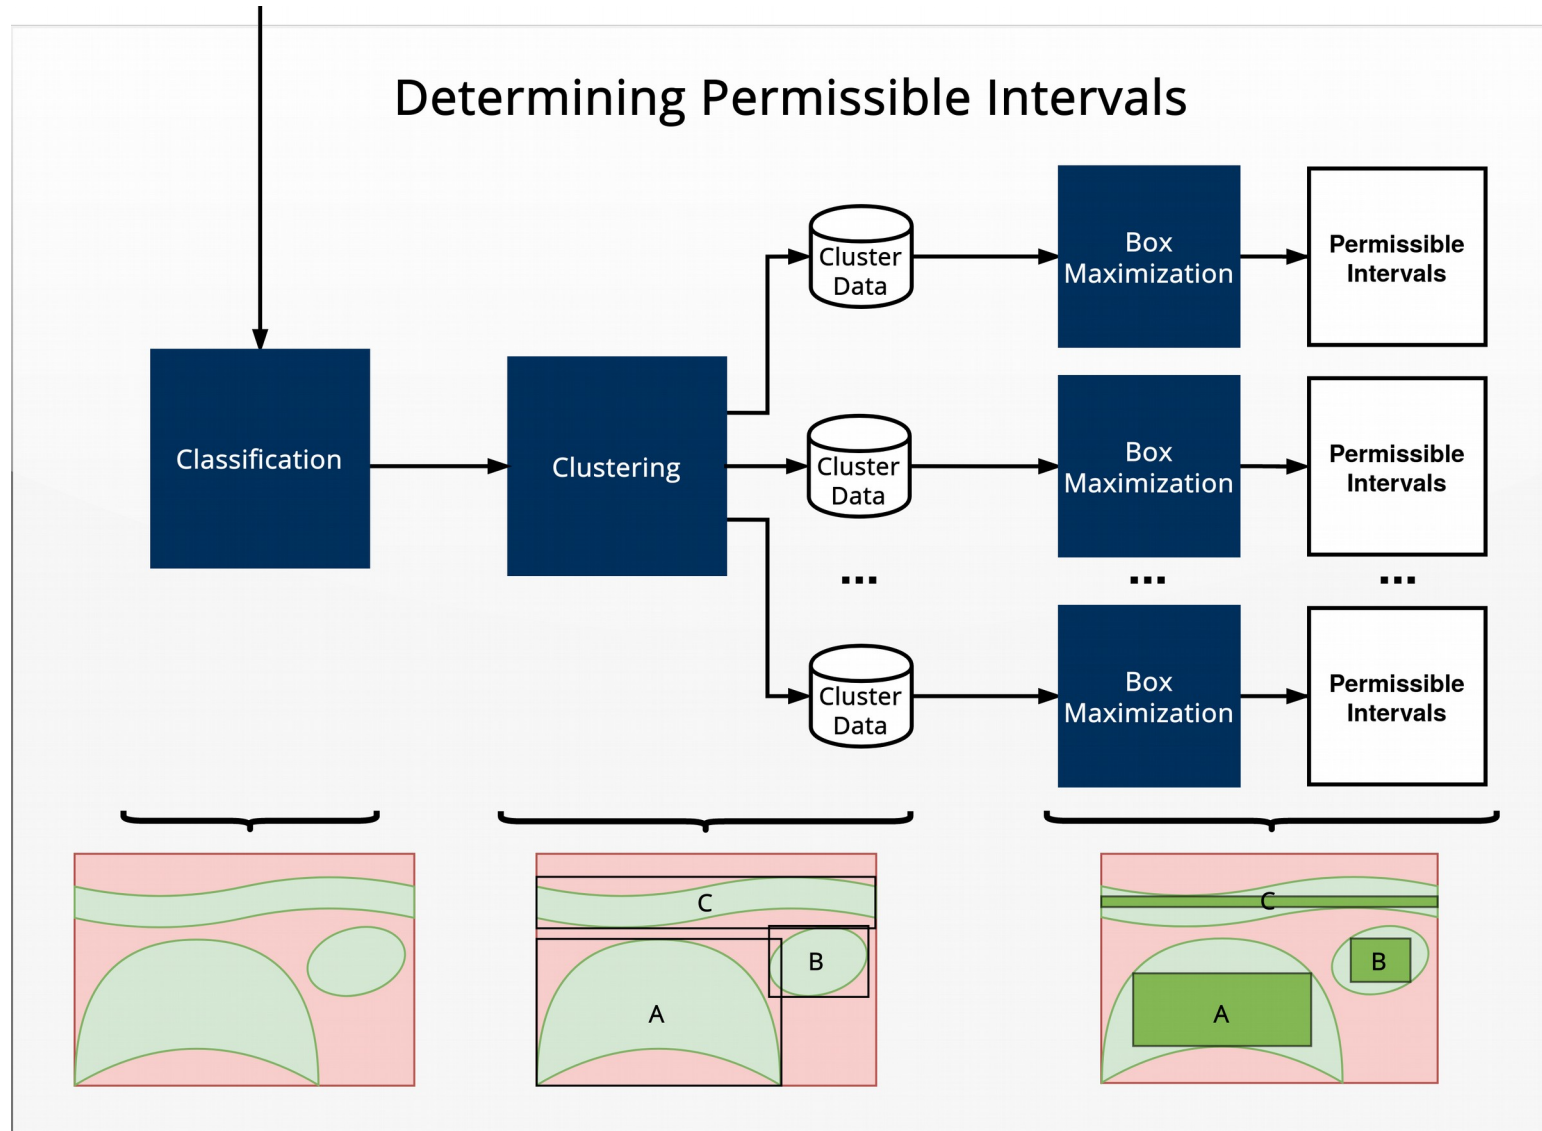 Determining Permissible Intervals
Classification
Clustering
Cluster
Data
Box
Maximization
Permissible
Intervals
Cluster
Data
Box
Maximization
Permissible
Intervals
...
...
...
Cluster
Data
Box
Maximization
Permissible
Intervals
C
B
A
C
B
A